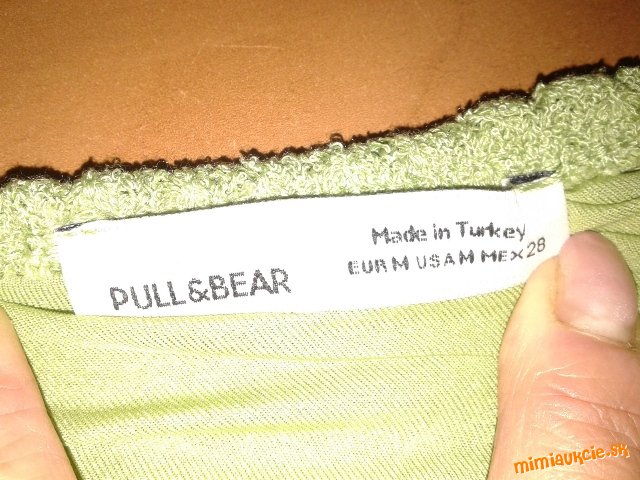 PULL&BEAR
Made in Turkey
EUR M USA M MEX 28
mimiaukcie.sk